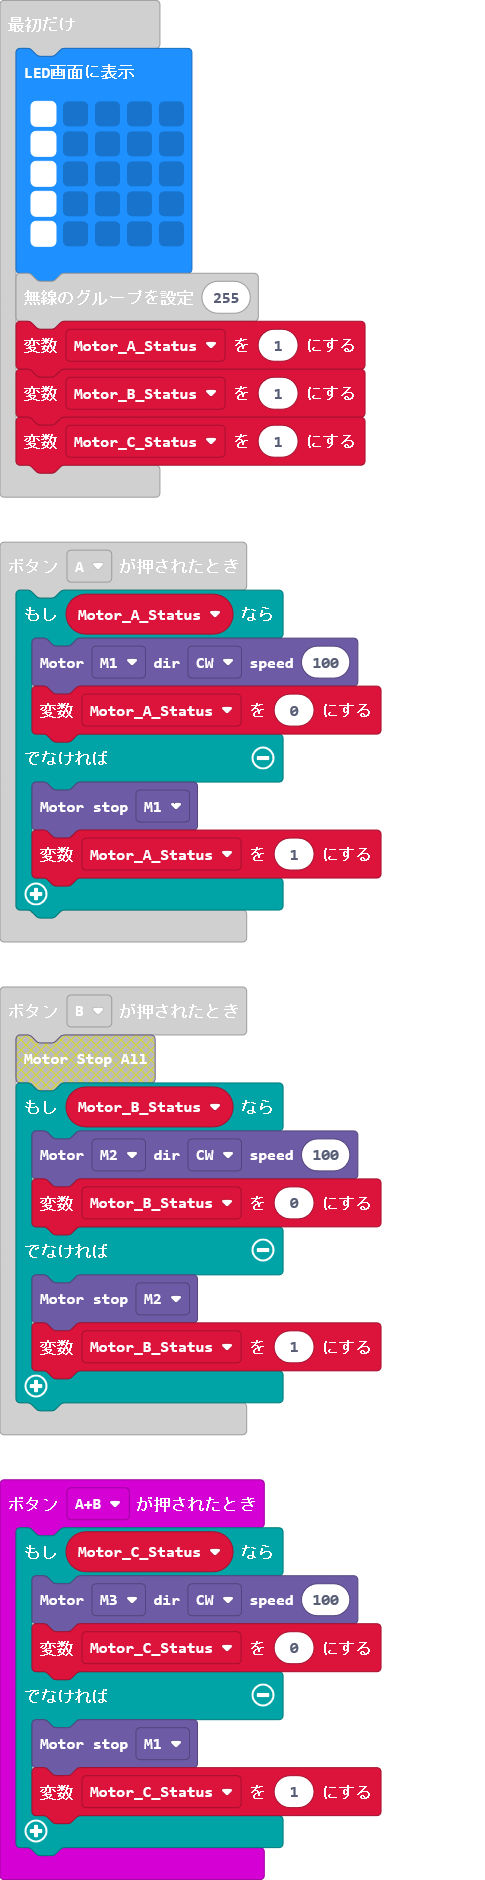 最初だけ
LED画面に表示
無線のグループを設定 255
変数 Motor_A_Status を 1 にする
変数 Motor_B_Status を 1 にする
変数 Motor_C_Status を 1 にする
ボタン A が押されたとき
もし Motor_A_Status なら
Motor M1 dir CW speed 100
変数 Motor_A_Status を 0 にする
でなければ
Motor stop M1
変数 Motor_A_Status を 1 にする
ボタン B が押されたとき
Motor Stop All
もし Motor_B_Status なら
Motor M2 dir CW speed 100
変数 Motor_B_Status を 0 にする
でなければ
Motor stop M2
変数 Motor_B_Status を 1 にする
ボタン A+B が押されたとき
もし Motor_C_Status なら
Motor M3 dir CW speed 100
変数 Motor_C_Status を 0 にする
でなければ
Motor stop M1
変数 Motor_C_Status を 1 にする